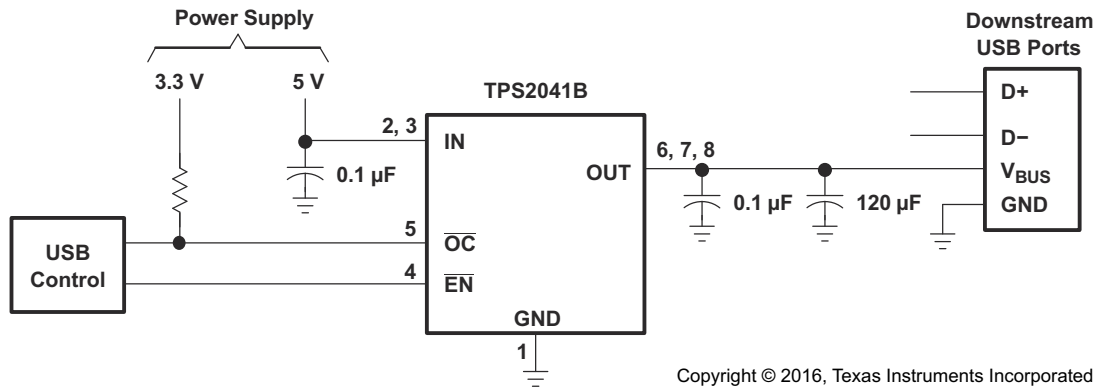 Power Supply
3.3 V
5 V
TPS2041B
Downstream
USB Ports
D+
D−
V_BUS
GND
2, 3
IN
0.1 µF
6, 7, 8
OUT
0.1 µF
120 µF
USB
Control
5
OC
4
EN
GND
1
Copyright © 2016, Texas Instruments Incorporated